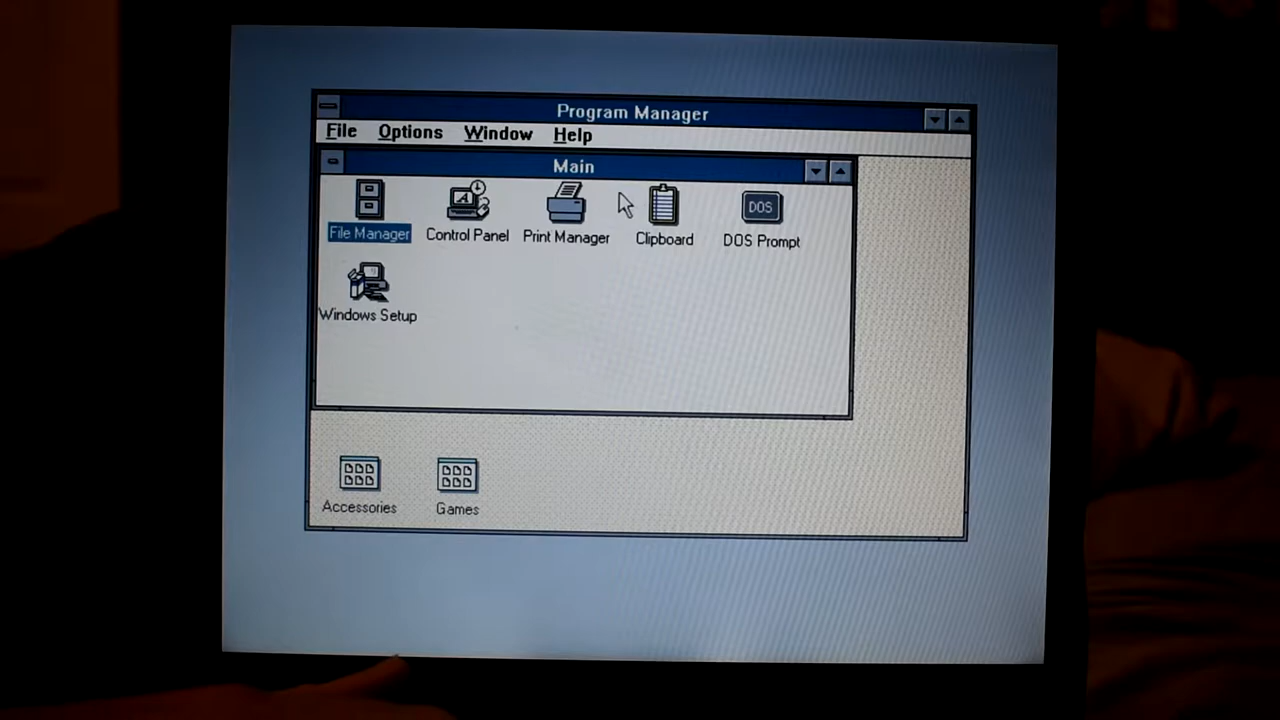 Program Manager
File Options Window Help
Main
File Manager Control Panel Print Manager Clipboard DOS DOS Prompt
Windows Setup
Accessories Games